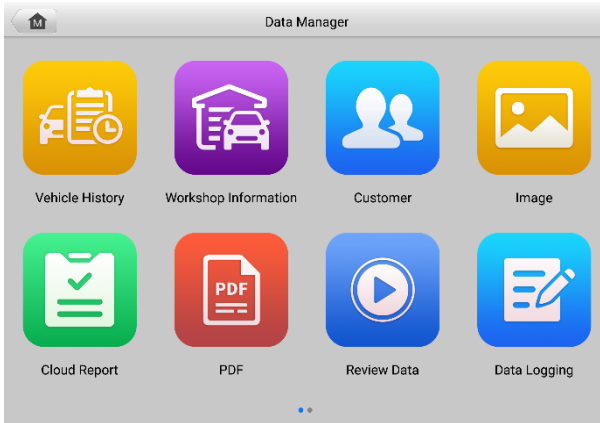 M
Data Manager
Vehicle History
Workshop Information
Customer
Image
PDF
Cloud Report
PDF
Review Data
Data Logging